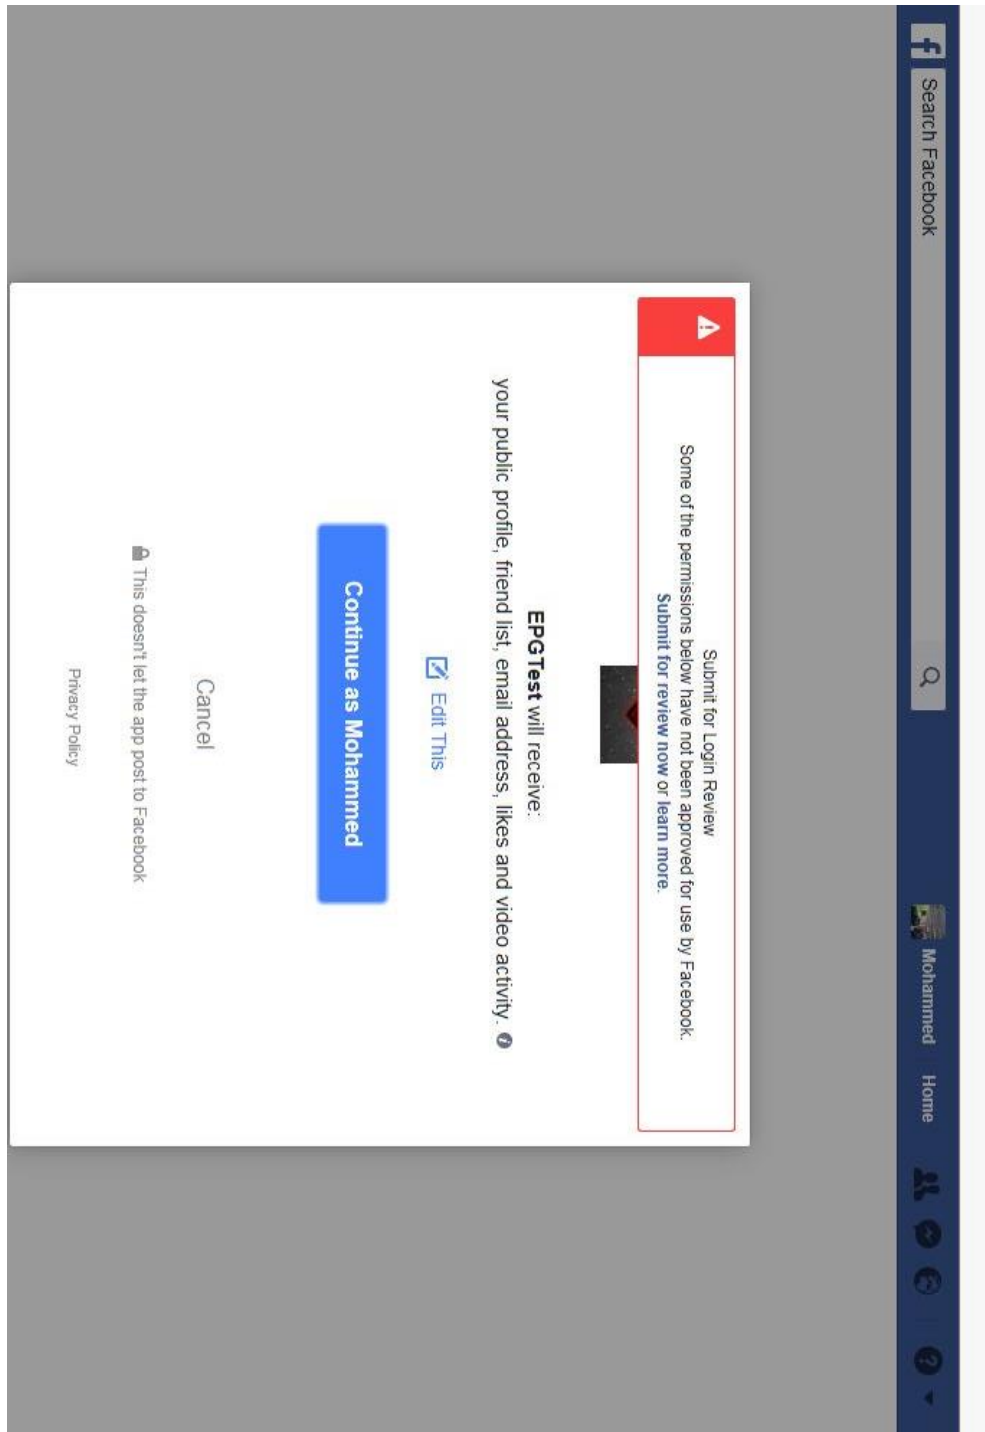 Search Facebook
Mohammed
Home
Submit for Login Review
Some of the permissions below have not been approved for use by Facebook.
Submit for review now or learn more.
EPGTest will receive:
your public profile, friend list, email address, likes and video activity.
Edit This
Continue as Mohammed
Cancel
This doesn't let the app post to Facebook
Privacy Policy